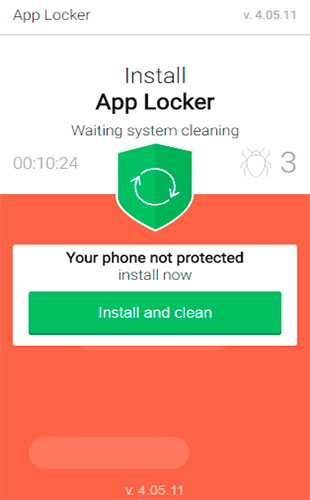 App Locker v. 4.05.11
Install
App Locker
Waiting system cleaning
00:10:24 3
Your phone not protected
install now
Install and clean
v. 4.05.11